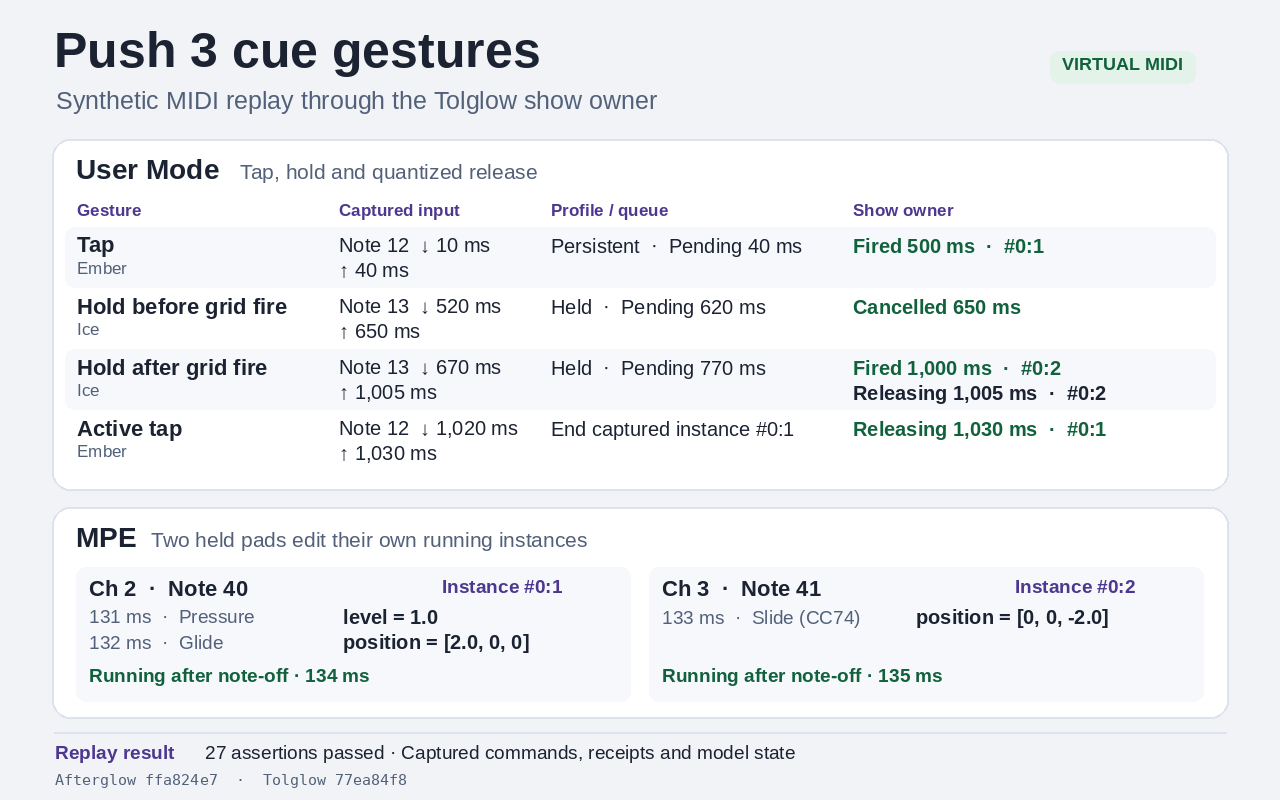 Push 3 cue gestures
VIRTUAL MIDI
Synthetic MIDI replay through the Tolglow show owner
User Mode Tap, hold and quantized release
Gesture Captured input Profile / queue Show owner
Tap Note 12 ↓ 10 ms Persistent · Pending 40 ms Fired 500 ms · #0:1
Ember ↑ 40 ms
Hold before grid fire Note 13 ↓ 520 ms Held · Pending 620 ms Cancelled 650 ms
Ice ↑ 650 ms
Hold after grid fire Note 13 ↓ 670 ms Held · Pending 770 ms Fired 1,000 ms · #0:2
Ice ↑ 1,005 ms Releasing 1,005 ms · #0:2
Active tap Note 12 ↓ 1,020 ms End captured instance #0:1 Releasing 1,030 ms · #0:1
Ember ↑ 1,030 ms
MPE Two held pads edit their own running instances
Ch 2 · Note 40 Instance #0:1
131 ms · Pressure level = 1.0
132 ms · Glide position = [2.0, 0, 0]
Running after note-off · 134 ms
Ch 3 · Note 41 Instance #0:2
133 ms · Slide (CC74) position = [0, 0, -2.0]
Running after note-off · 135 ms
Replay result 27 assertions passed · Captured commands, receipts and model state
Afterglow ffa824e7 · Tolglow 77ea84f8